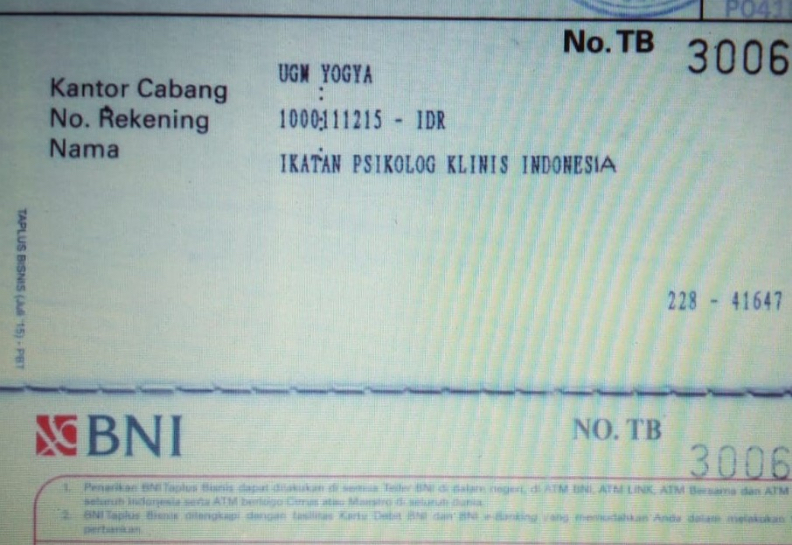 PO411
No. TB 3006
Kantor Cabang : UGM YOGYA
No. Rekening : 1000111215 - IDR
Nama : IKATAN PSIKOLOG KLINIS INDONESIA
TAPLUS BISNIS (Juli '15) - PBT
228 - 41647
BNI
NO. TB 3006
1. Penarikan BNI Taplus Bisnis dapat dilakukan di semua Teller BNI di dalam negeri, di ATM BNI, ATM LINK, ATM Bersama dan ATM
seluruh Indonesia serta ATM berlogo Cirrus atau Maestro di seluruh dunia.
2. BNI Taplus Bisnis dilengkapi dengan fasilitas Kartu Debit BNI dan BNI e-Banking yang memudahkan Anda dalam melakukan
perbankan.